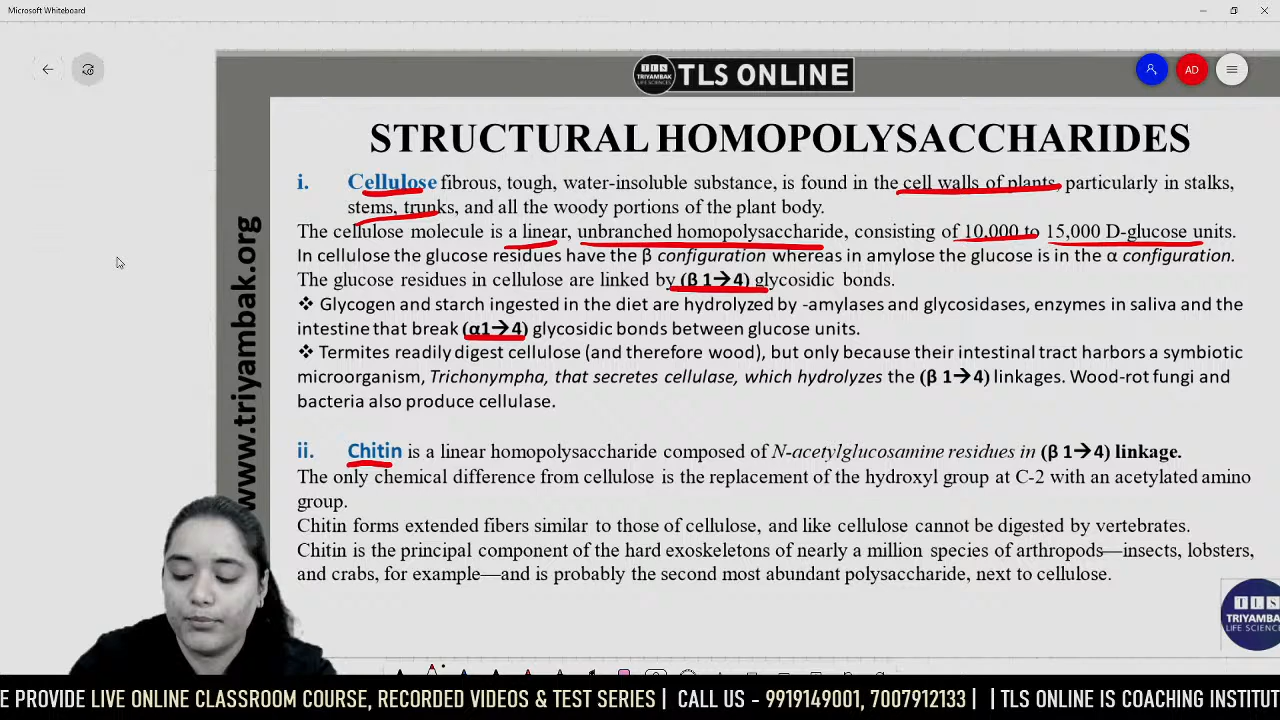 Microsoft Whiteboard
TLS
TRIYAMBAK
LIFE SCIENCES
TLS ONLINE
AD
www.triyambak.org
STRUCTURAL HOMOPOLYSACCHARIDES
i. Cellulose fibrous, tough, water-insoluble substance, is found in the cell walls of plants, particularly in stalks,
stems, trunks, and all the woody portions of the plant body.
The cellulose molecule is a linear, unbranched homopolysaccharide, consisting of 10,000 to 15,000 D-glucose units.
In cellulose the glucose residues have the β configuration whereas in amylose the glucose is in the α configuration.
The glucose residues in cellulose are linked by (β 1→4) glycosidic bonds.
❖ Glycogen and starch ingested in the diet are hydrolyzed by -amylases and glycosidases, enzymes in saliva and the
intestine that break (α1→4) glycosidic bonds between glucose units.
❖ Termites readily digest cellulose (and therefore wood), but only because their intestinal tract harbors a symbiotic
microorganism, Trichonympha, that secretes cellulase, which hydrolyzes the (β 1→4) linkages. Wood-rot fungi and
bacteria also produce cellulase.
ii. Chitin is a linear homopolysaccharide composed of N-acetylglucosamine residues in (β 1→4) linkage.
The only chemical difference from cellulose is the replacement of the hydroxyl group at C-2 with an acetylated amino
group.
Chitin forms extended fibers similar to those of cellulose, and like cellulose cannot be digested by vertebrates.
Chitin is the principal component of the hard exoskeletons of nearly a million species of arthropods—insects, lobsters,
and crabs, for example—and is probably the second most abundant polysaccharide, next to cellulose.
TLS
TRIYAMBAK
LIFE SCIENC
E PROVIDE LIVE ONLINE CLASSROOM COURSE, RECORDED VIDEOS & TEST SERIES | CALL US - 9919149001, 7007912133 | | TLS ONLINE IS COACHING INSTITUT